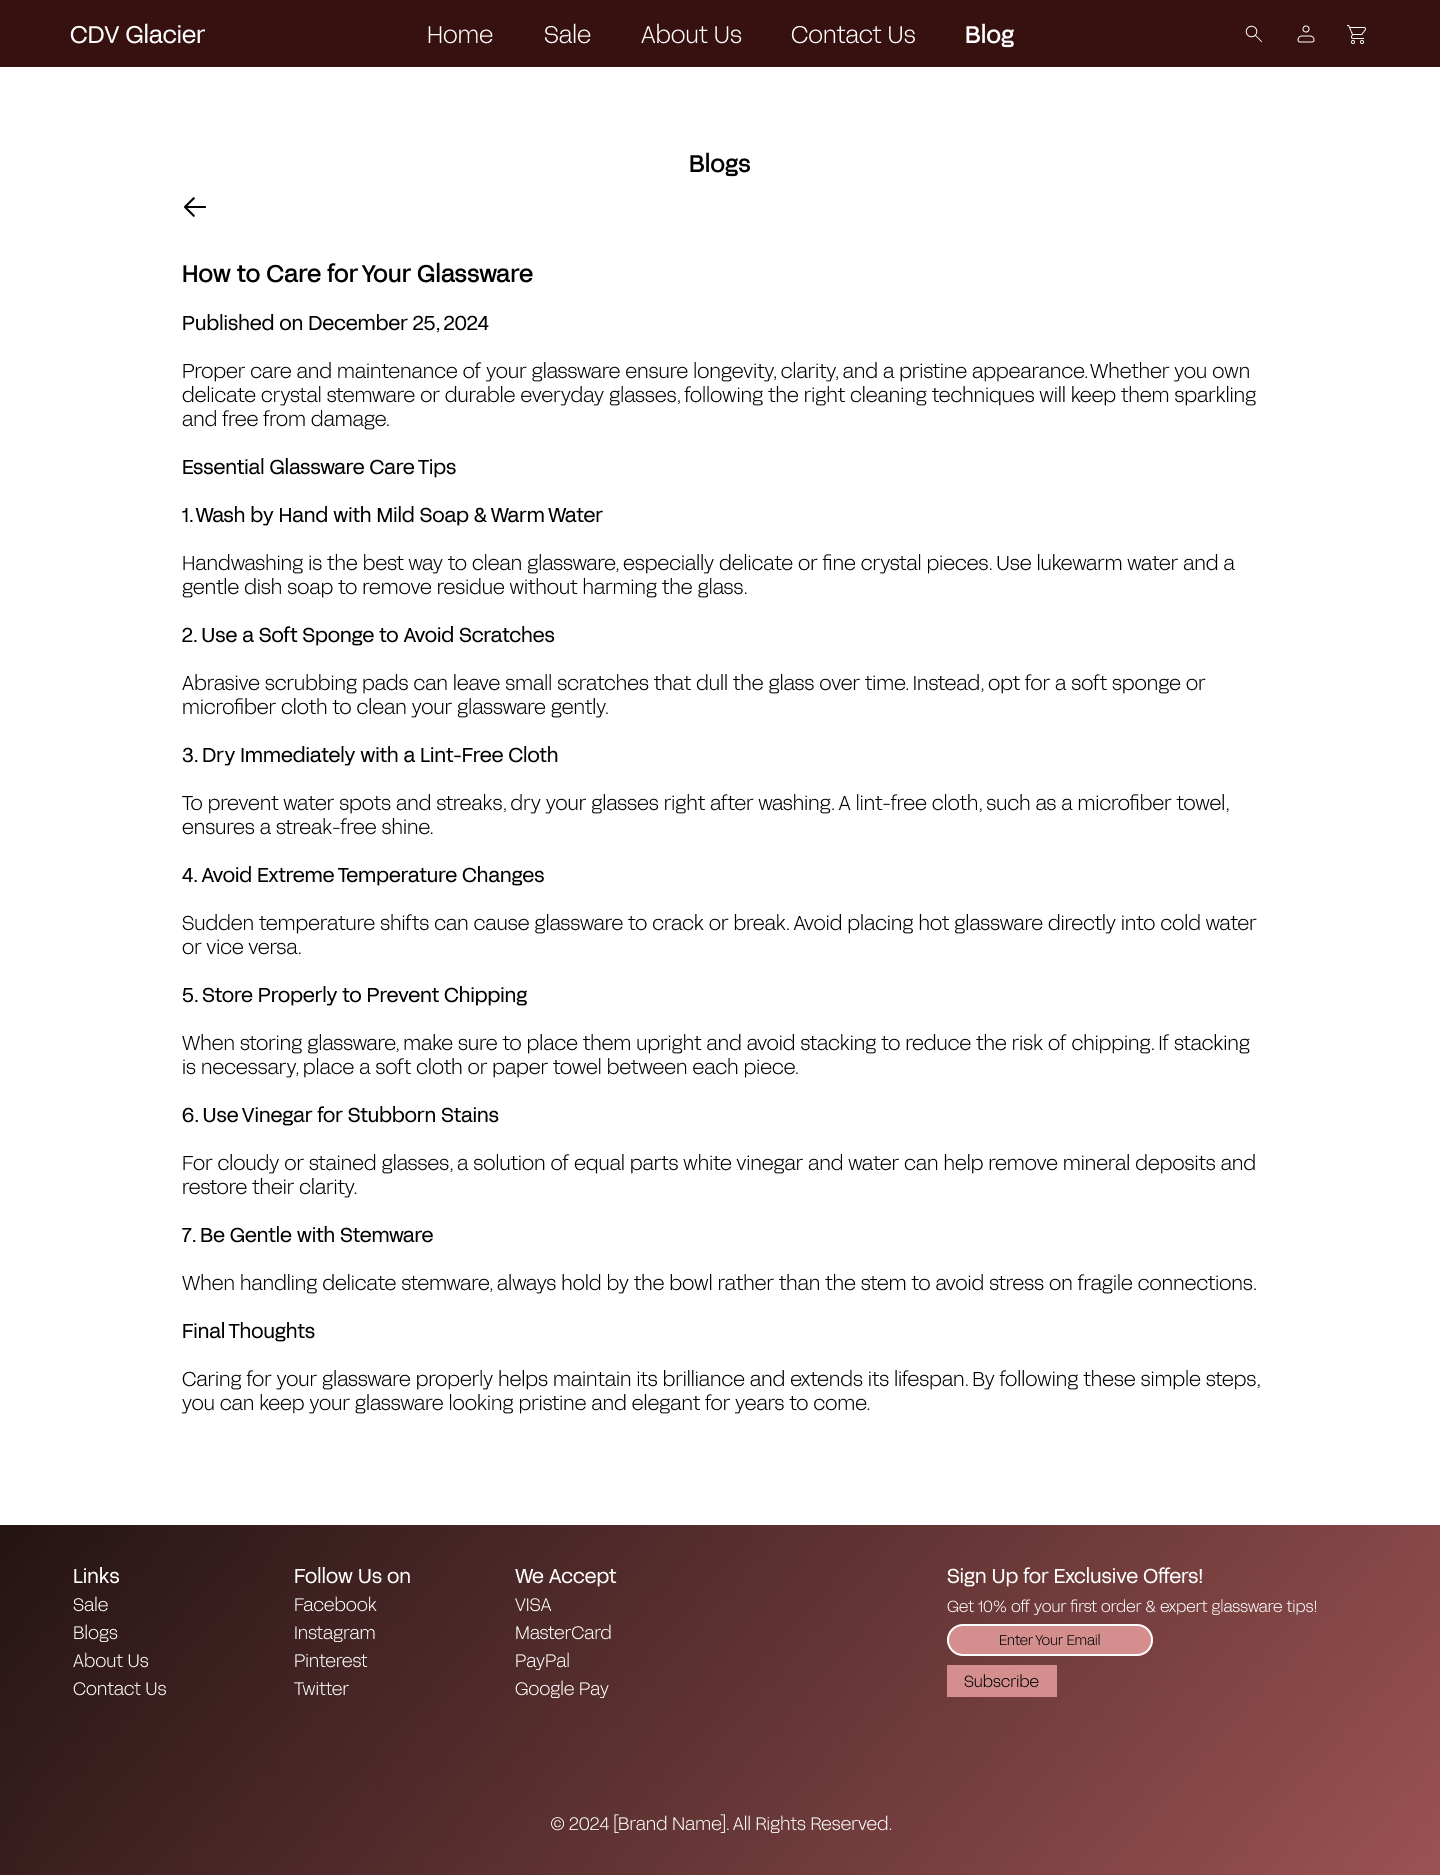 CDV Glacier
Home
Sale
About Us
Contact Us
Blog
Blogs
How to Care for Your Glassware
Published on December 25, 2024
Proper care and maintenance of your glassware ensure longevity, clarity, and a pristine appearance. Whether you own
delicate crystal stemware or durable everyday glasses, following the right cleaning techniques will keep them sparkling
and free from damage.
Essential Glassware Care Tips
1. Wash by Hand with Mild Soap & Warm Water
Handwashing is the best way to clean glassware, especially delicate or fine crystal pieces. Use lukewarm water and a
gentle dish soap to remove residue without harming the glass.
2. Use a Soft Sponge to Avoid Scratches
Abrasive scrubbing pads can leave small scratches that dull the glass over time. Instead, opt for a soft sponge or
microfiber cloth to clean your glassware gently.
3. Dry Immediately with a Lint-Free Cloth
To prevent water spots and streaks, dry your glasses right after washing. A lint-free cloth, such as a microfiber towel,
ensures a streak-free shine.
4. Avoid Extreme Temperature Changes
Sudden temperature shifts can cause glassware to crack or break. Avoid placing hot glassware directly into cold water
or vice versa.
5. Store Properly to Prevent Chipping
When storing glassware, make sure to place them upright and avoid stacking to reduce the risk of chipping. If stacking
is necessary, place a soft cloth or paper towel between each piece.
6. Use Vinegar for Stubborn Stains
For cloudy or stained glasses, a solution of equal parts white vinegar and water can help remove mineral deposits and
restore their clarity.
7. Be Gentle with Stemware
When handling delicate stemware, always hold by the bowl rather than the stem to avoid stress on fragile connections.
Final Thoughts
Caring for your glassware properly helps maintain its brilliance and extends its lifespan. By following these simple steps,
you can keep your glassware looking pristine and elegant for years to come.
Links
Sale
Blogs
About Us
Contact Us
Follow Us on
Facebook
Instagram
Pinterest
Twitter
We Accept
VISA
MasterCard
PayPal
Google Pay
Sign Up for Exclusive Offers!
Get 10% off your first order & expert glassware tips!
Enter Your Email
Subscribe
© 2024 [Brand Name]. All Rights Reserved.